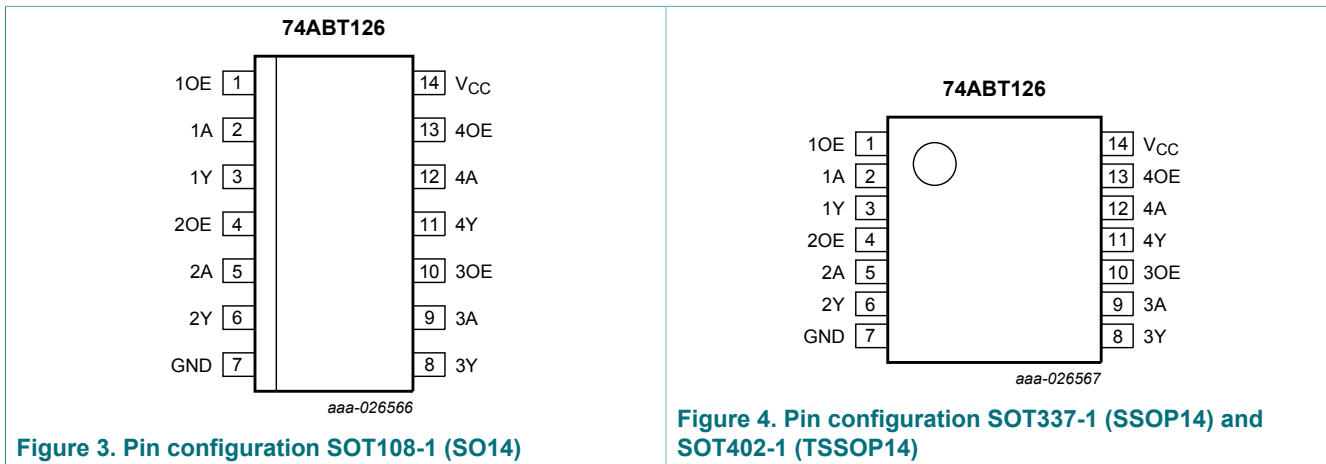 74ABT126
1OE 1 14 VCC
1A 2 13 4OE
1Y 3 12 4A
2OE 4 11 4Y
2A 5 10 3OE
2Y 6 9 3A
GND 7 8 3Y
aaa-026566
Figure 3. Pin configuration SOT108-1 (SO14)
74ABT126
1OE 1 14 VCC
1A 2 13 4OE
1Y 3 12 4A
2OE 4 11 4Y
2A 5 10 3OE
2Y 6 9 3A
GND 7 8 3Y
aaa-026567
Figure 4. Pin configuration SOT337-1 (SSOP14) and
SOT402-1 (TSSOP14)